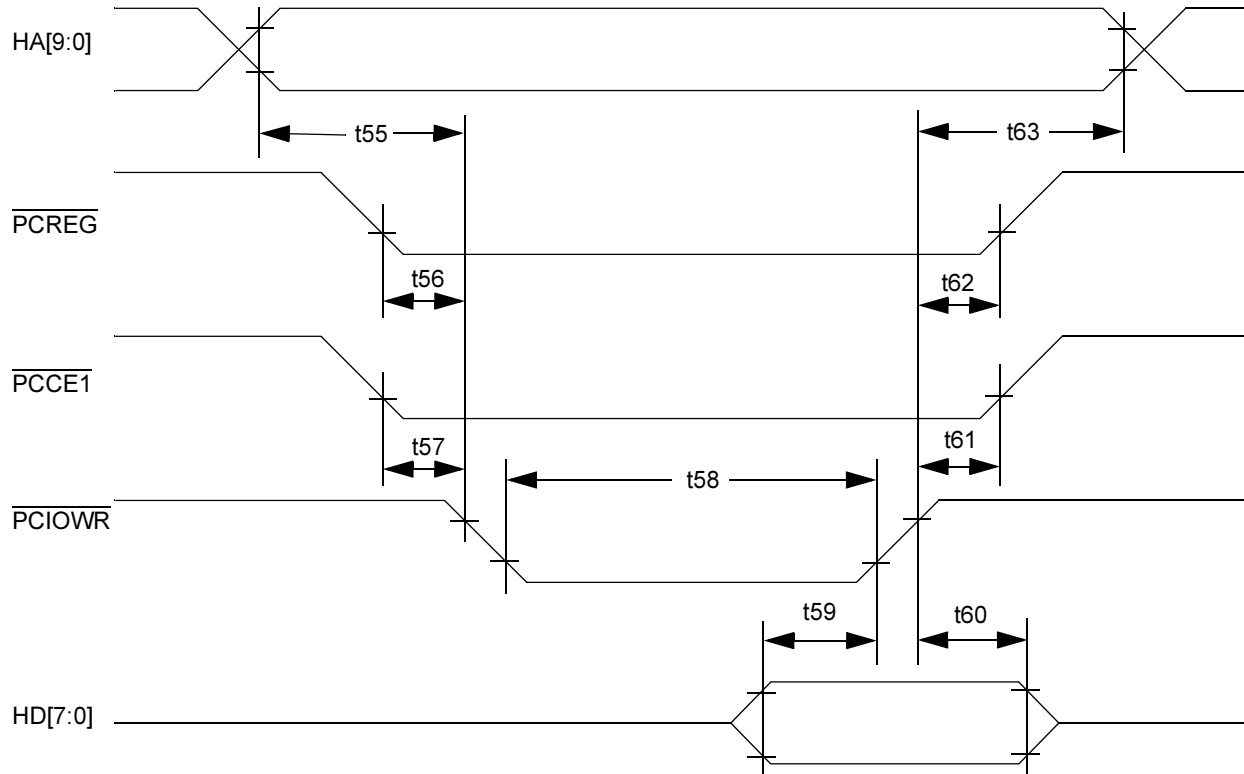 HA[9:0]
t55
t63
PCREG
t56
t62
PCCE1
t57
t61
t58
PCIOWR
t59
t60
HD[7:0]